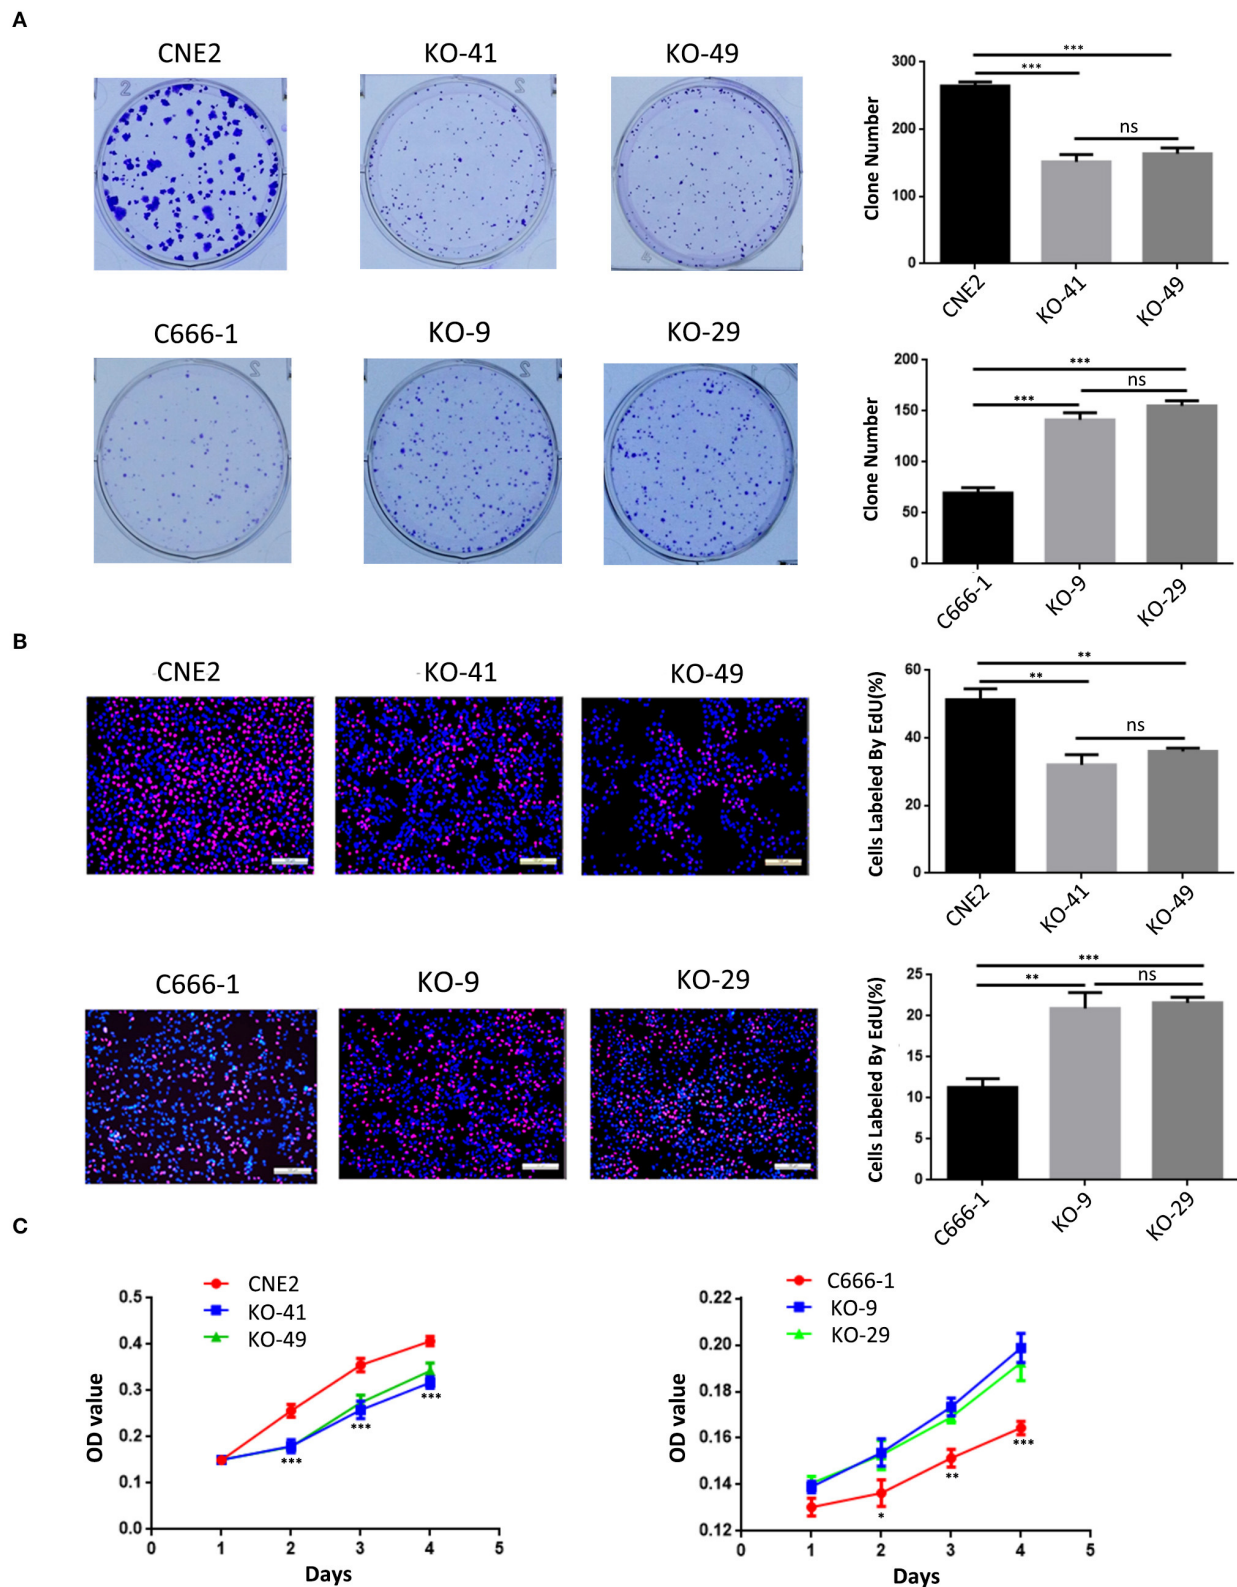 A
CNE2
KO-41
KO-49
2
2
4
300
200
100
0
Clone Number
***
***
ns
CNE2
KO-41
KO-49
C666-1
KO-9
KO-29
2
2
1
200
150
100
50
0
Clone Number
***
***
ns
C666-1
KO-9
KO-29
B
CNE2
KO-41
KO-49
60
40
20
0
Cells Labeled By EdU(%)
**
**
ns
CNE2
KO-41
KO-49
C666-1
KO-9
KO-29
25
20
15
10
5
0
Cells Labeled By EdU(%)
***
**
ns
C666-1
KO-9
KO-29
C
CNE2
KO-41
KO-49
0.5
0.4
0.3
0.2
0.1
0.0
OD value
***
***
***
0 1 2 3 4 5
Days
C666-1
KO-9
KO-29
0.22
0.20
0.18
0.16
0.14
0.12
OD value
*
**
***
0 1 2 3 4 5
Days